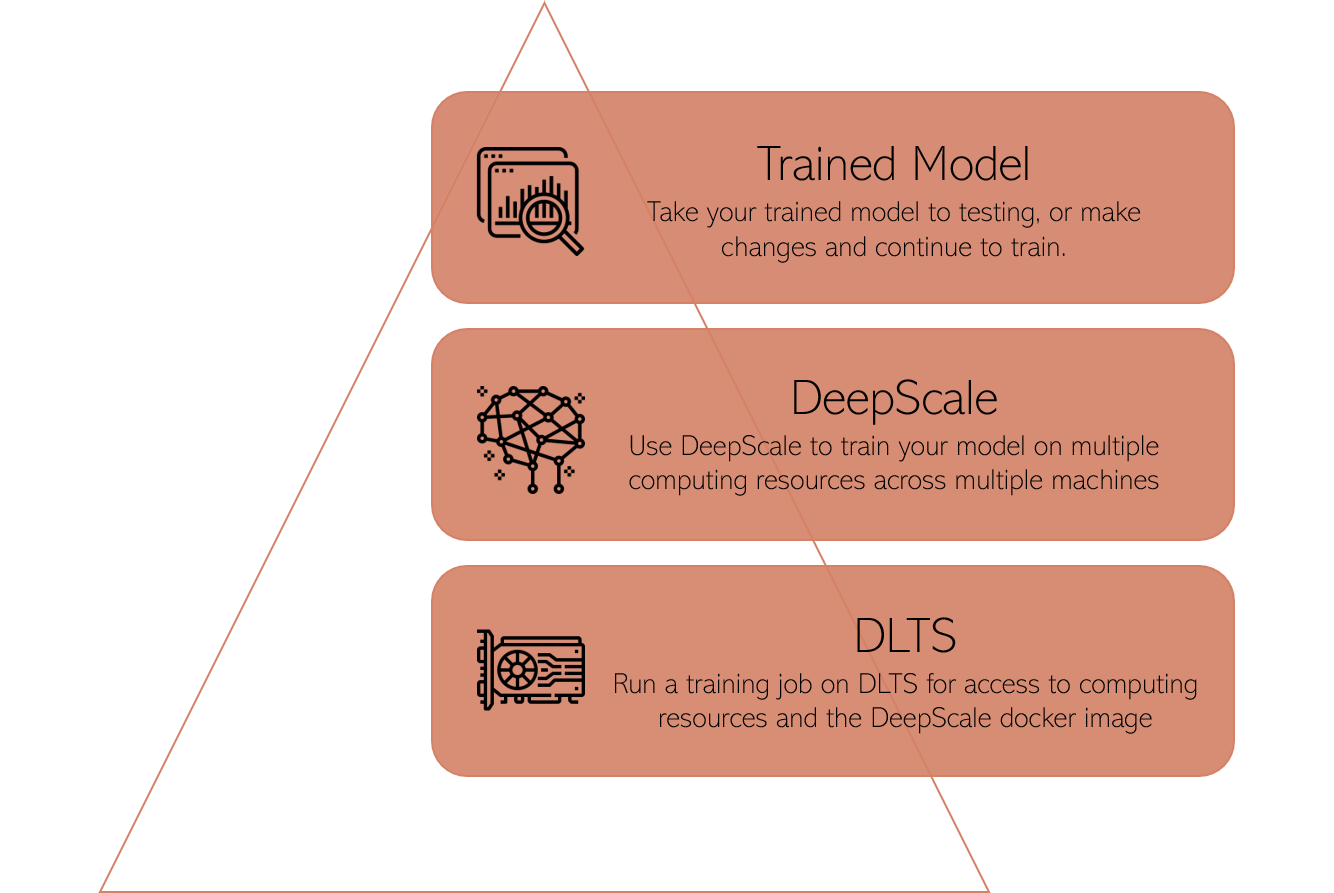 Trained Model
Take your trained model to testing, or make
changes and continue to train.
DeepScale
Use DeepScale to train your model on multiple
computing resources across multiple machines
DLTS
Run a training job on DLTS for access to computing
resources and the DeepScale docker image